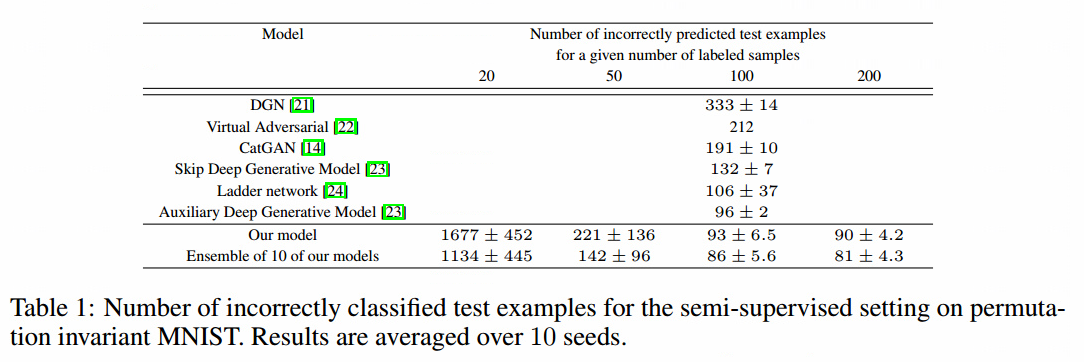 Model Number of incorrectly predicted test examples
for a given number of labeled samples
20 50 100 200
DGN [21] 333 ± 14
Virtual Adversarial [22] 212
CatGAN [14] 191 ± 10
Skip Deep Generative Model [23] 132 ± 7
Ladder network [24] 106 ± 37
Auxiliary Deep Generative Model [23] 96 ± 2
Our model 1677 ± 452 221 ± 136 93 ± 6.5 90 ± 4.2
Ensemble of 10 of our models 1134 ± 445 142 ± 96 86 ± 5.6 81 ± 4.3
Table 1: Number of incorrectly classified test examples for the semi-supervised setting on permuta-
tion invariant MNIST. Results are averaged over 10 seeds.